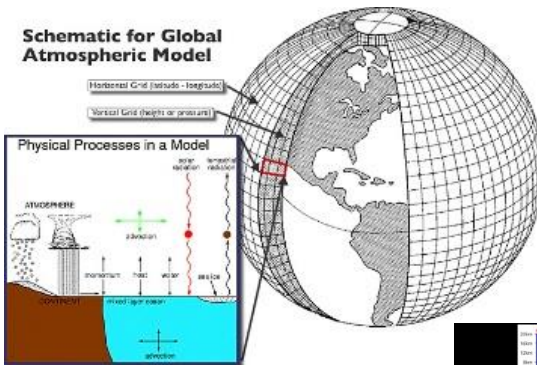 Schematic for Global
Atmospheric Model
Horizontal Grid (latitude - longitude)
Vertical Grid (height or pressure)
Physical Processes in a Model
solar
radiation
terrestrial
radiation
ATMOSPHERE
advection
momentum
heat
water
sea ice
CONTINENT
mixed layer ocean
advection